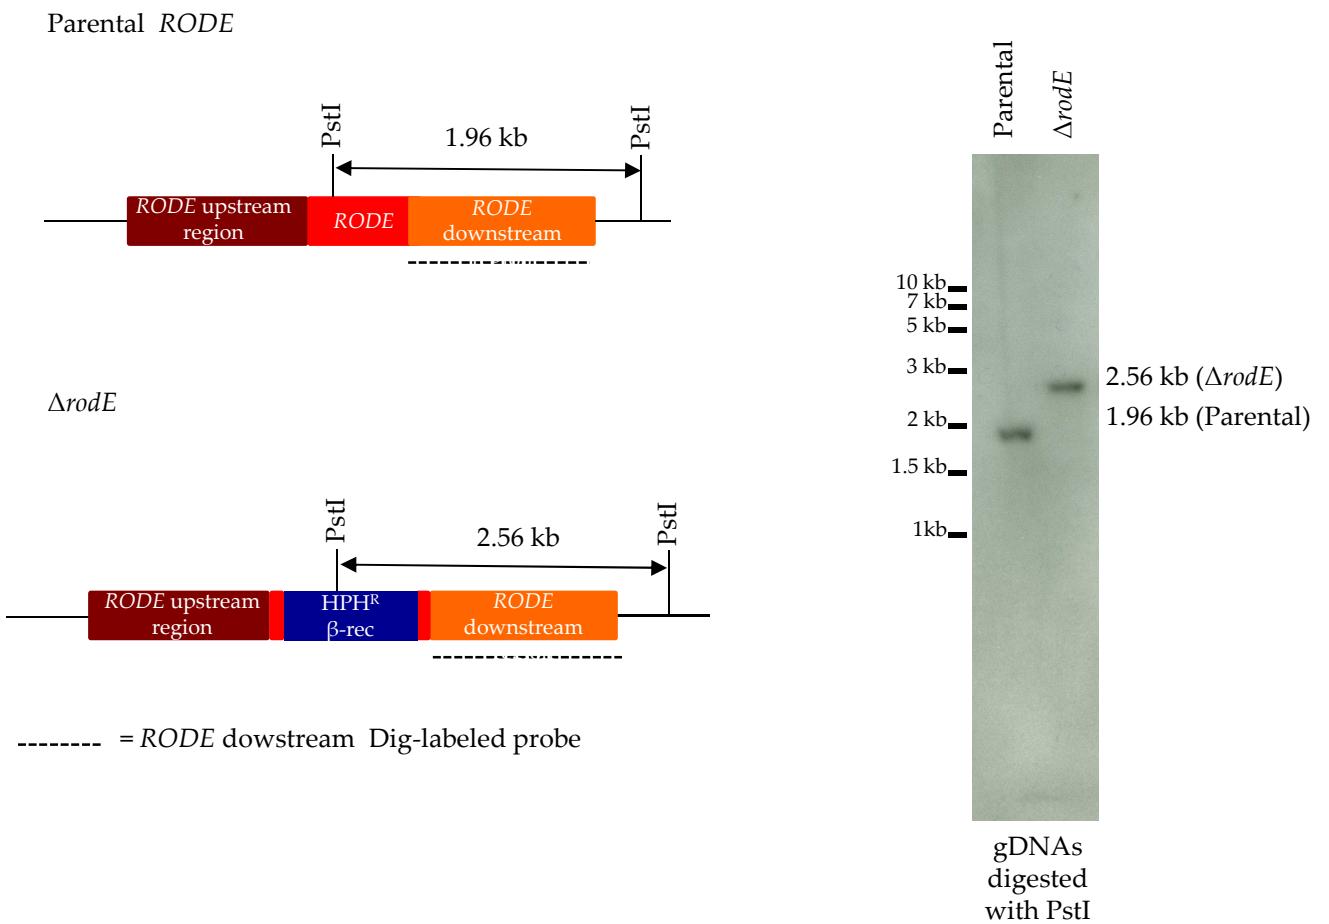 Parental RODE
PstI
1.96 kb
PstI
RODE upstream
region
RODE
RODE
downstream
ΔrodE
PstI
2.56 kb
PstI
RODE upstream
region
HPHᴿ
β-rec
RODE
downstream
= RODE dowstream Dig-labeled probe
Parental
ΔrodE
10 kb
7 kb
5 kb
3 kb
2 kb
1.5 kb
1kb
2.56 kb (ΔrodE)
1.96 kb (Parental)
gDNAs
digested
with PstI